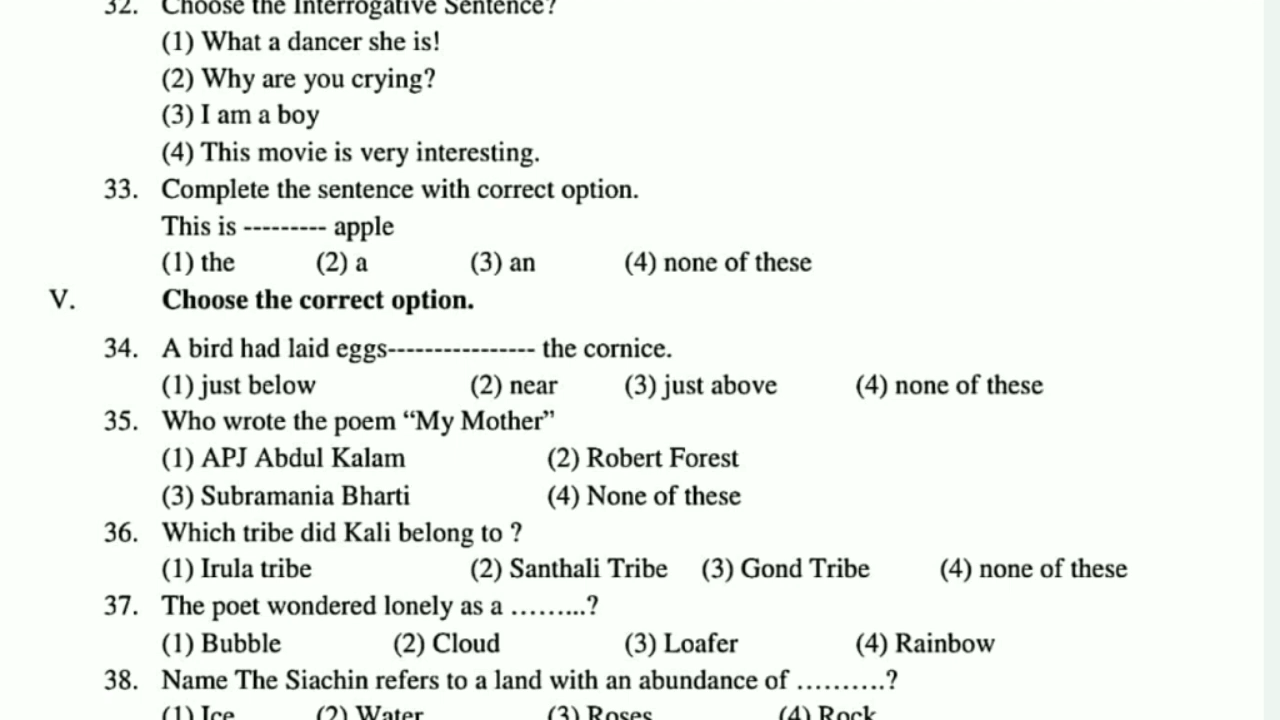 32. Choose the Interrogative Sentence?
(1) What a dancer she is!
(2) Why are you crying?
(3) I am a boy
(4) This movie is very interesting.
33. Complete the sentence with correct option.
This is --------- apple
(1) the (2) a (3) an (4) none of these
V. Choose the correct option.
34. A bird had laid eggs---------------- the cornice.
(1) just below (2) near (3) just above (4) none of these
35. Who wrote the poem “My Mother”
(1) APJ Abdul Kalam (2) Robert Forest
(3) Subramania Bharti (4) None of these
36. Which tribe did Kali belong to ?
(1) Irula tribe (2) Santhali Tribe (3) Gond Tribe (4) none of these
37. The poet wondered lonely as a ………?
(1) Bubble (2) Cloud (3) Loafer (4) Rainbow
38. Name The Siachin refers to a land with an abundance of ……….?
(1) Ice (2) Water (3) Roses (4) Rock